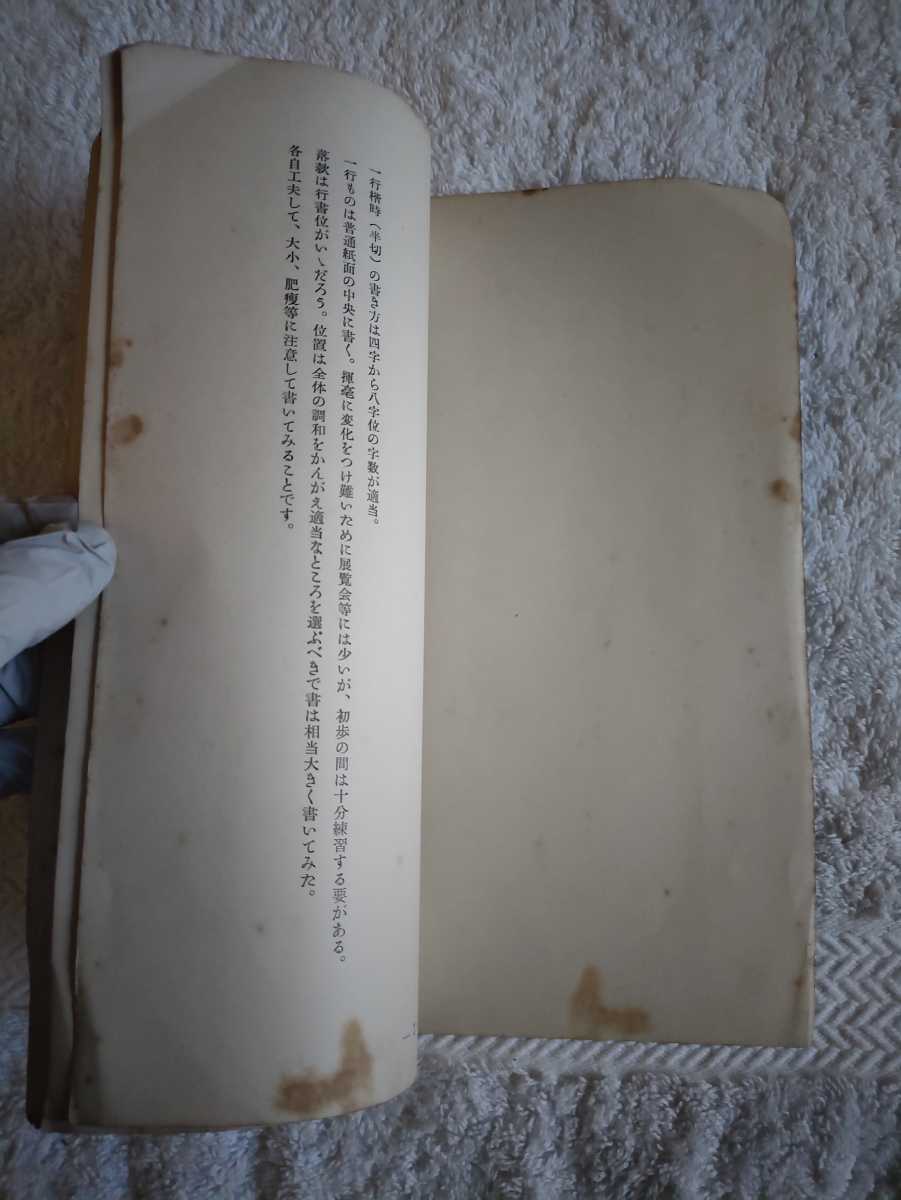 一行楷時（半切）の書き方は四字から八字位の字数が適当。
一行ものは普通紙面の中央に書く。揮毫に変化をつけ難いために展覧会等には少いが、初歩の間は十分練習する要がある。
落款は行書位がいゝだろう。位置は全体の調和をかんがえ適当なところを選ぶべきで書は相当大きく書いてみた。
各自工夫して、大小、肥痩等に注意して書いてみることです。